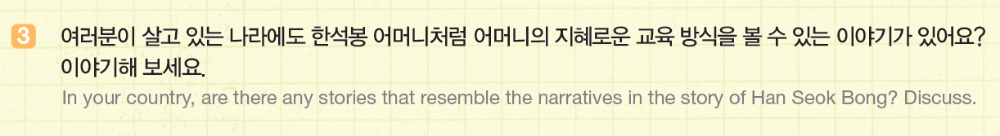 3 여러분이 살고 있는 나라에도 한석봉 어머니처럼 어머니의 지혜로운 교육 방식을 볼 수 있는 이야기가 있어요?
이야기해 보세요.
In your country, are there any stories that resemble the narratives in the story of Han Seok Bong? Discuss.